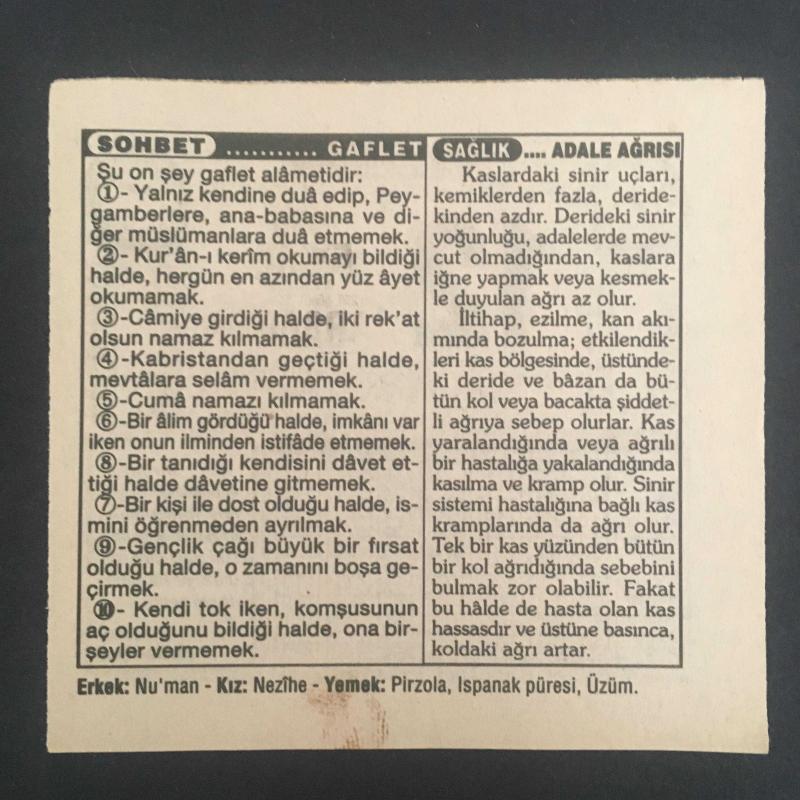 SOHBET ........... GAFLET
Şu on şey gaflet alâmetidir:
①- Yalnız kendine duâ edip, Pey-
gamberlere, ana-babasına ve di-
ğer müslümanlara duâ etmemek.
②- Kur'ân-ı kerîm okumayı bildiği
halde, hergün en azından yüz âyet
okumamak.
③-Câmiye girdiği halde, iki rek'at
olsun namaz kılmamak.
④- Kabristandan geçtiği halde,
mevtâlara selâm vermemek.
⑤- Cumâ namazı kılmamak.
⑥-Bir âlim gördüğü halde, imkânı var
iken onun ilminden istifâde etmemek.
⑧-Bir tanıdığı kendisini dâvet et-
tiği halde dâvetine gitmemek.
⑦-Bir kişi ile dost olduğu halde, is-
mini öğrenmeden ayrılmak.
⑨-Gençlik çağı büyük bir fırsat
olduğu halde, o zamanını boşa ge-
çirmek.
⑩- Kendi tok iken, komşusunun
aç olduğunu bildiği halde, ona bir-
şeyler vermemek.
SAĞLIK .... ADALE AĞRISI
Kaslardaki sinir uçları,
kemiklerden fazla, deride-
kinden azdır. Derideki sinir
yoğunluğu, adalelerde mev-
cut olmadığından, kaslara
iğne yapmak veya kesmek-
le duyulan ağrı az olur.
İltihap, ezilme, kan akı-
mında bozulma; etkilendik-
leri kas bölgesinde, üstünde-
ki deride ve bâzan da bü-
tün kol veya bacakta şiddet-
li ağrıya sebep olurlar. Kas
yaralandığında veya ağrılı
bir hastalığa yakalandığında
kasılma ve kramp olur. Sinir
sistemi hastalığına bağlı kas
kramplarında da ağrı olur.
Tek bir kas yüzünden bütün
bir kol ağrıdığında sebebini
bulmak zor olabilir. Fakat
bu hâlde de hasta olan kas
hassasdır ve üstüne basınca,
koldaki ağrı artar.
Erkek: Nu'man - Kız: Nezîhe - Yemek: Pirzola, Ispanak püresi, Üzüm.